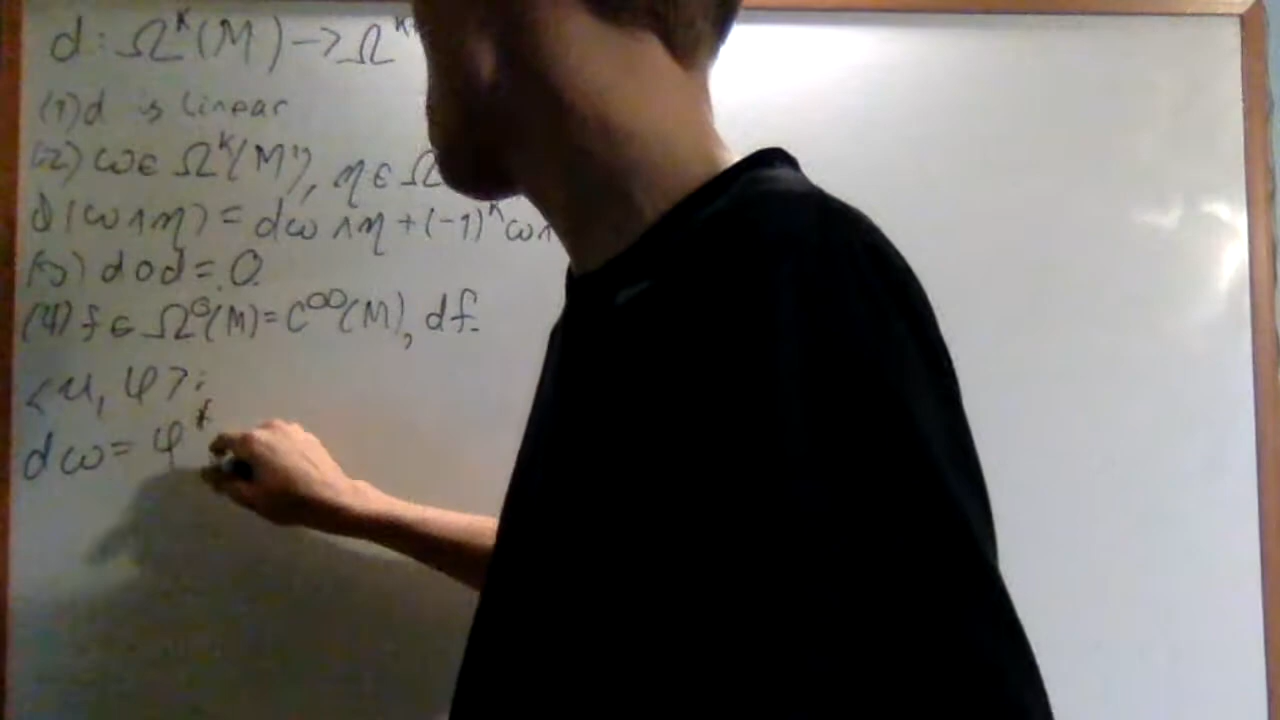 d : Ω^k(M) -> Ω^k
(1) d is linear
(2) ω ∈ Ω^k(M), η ∈ Ω
d(ω∧η) = dω∧η + (-1)^k ω∧
(3) d∘d = 0.
(4) f ∈ Ω^0(M) = C^∞(M), df.
<U, φ>:
dω = φ^*